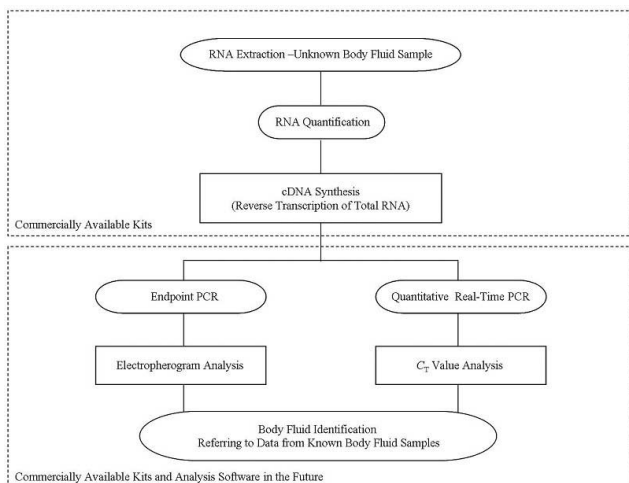 RNA Extraction –Unknown Body Fluid Sample
RNA Quantification
cDNA Synthesis
(Reverse Transcription of Total RNA)
Commercially Available Kits
Endpoint PCR
Quantitative Real-Time PCR
Electropherogram Analysis
CT Value Analysis
Body Fluid Identification
Referring to Data from Known Body Fluid Samples
Commercially Available Kits and Analysis Software in the Future